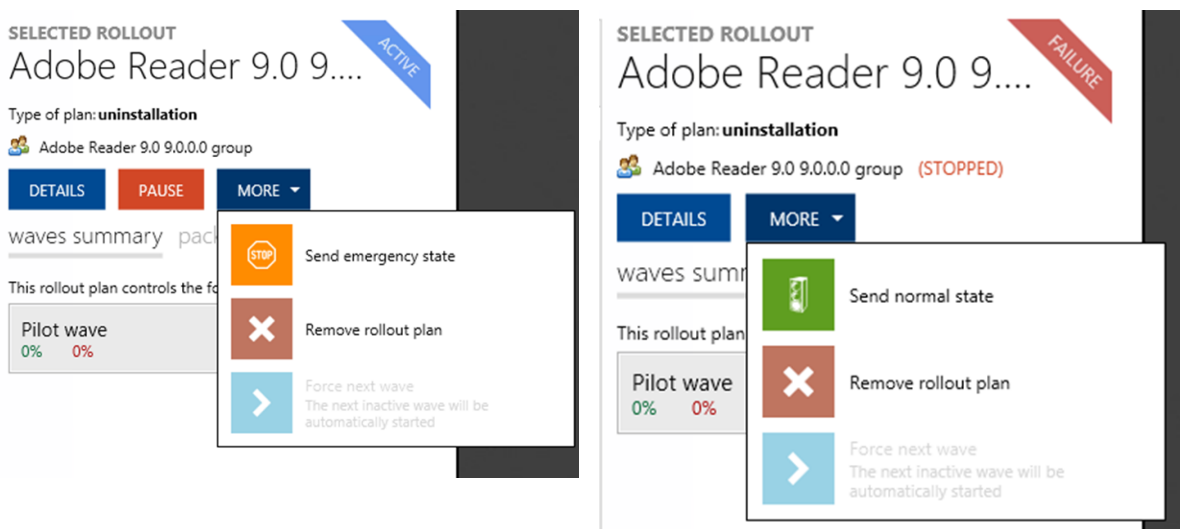 SELECTED ROLLOUT
Adobe Reader 9.0 9....
ACTIVE
Type of plan: uninstallation
Adobe Reader 9.0 9.0.0.0 group
DETAILS PAUSE MORE
waves summary pac
Send emergency state
This rollout plan controls the fo
Remove rollout plan
Pilot wave
0% 0%
Force next wave
The next inactive wave will be
automatically started
STOP
SELECTED ROLLOUT
Adobe Reader 9.0 9....
FAILURE
Type of plan: uninstallation
Adobe Reader 9.0 9.0.0.0 group (STOPPED)
DETAILS MORE
waves summ
Send normal state
This rollout plan
Remove rollout plan
Pilot wave
0% 0%
Force next wave
The next inactive wave will be
automatically started